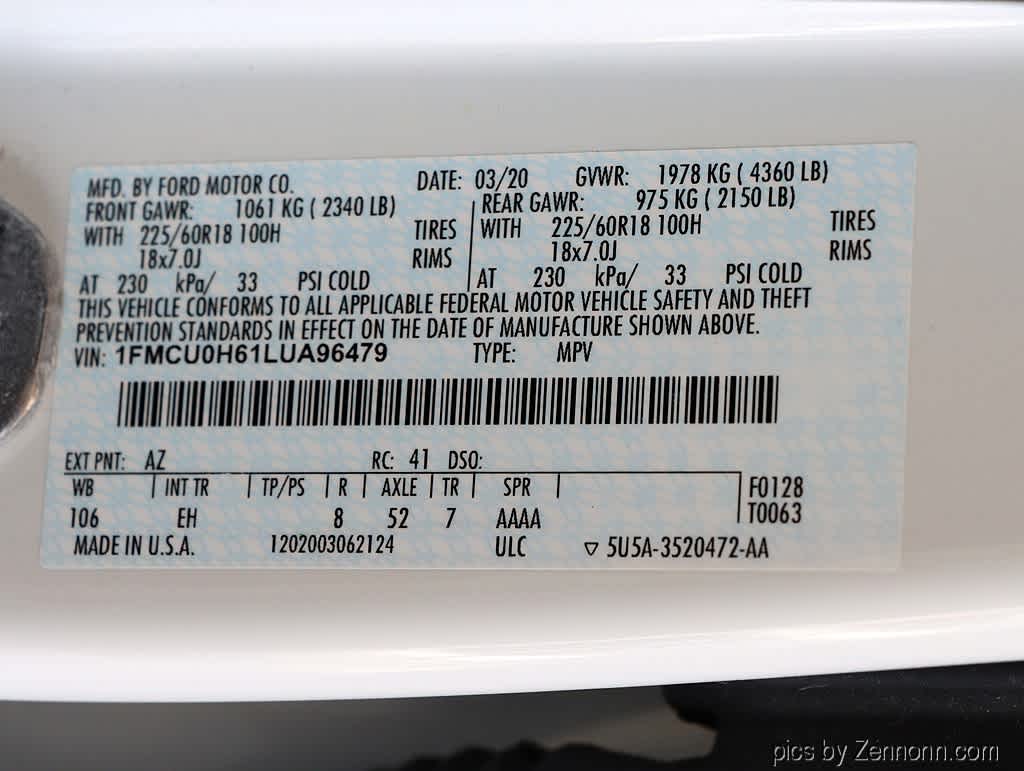 MFD. BY FORD MOTOR CO. DATE: 03/20 GVWR: 1978 KG ( 4360 LB)
FRONT GAWR: 1061 KG ( 2340 LB) REAR GAWR: 975 KG ( 2150 LB)
WITH 225/60R18 100H TIRES WITH 225/60R18 100H TIRES
18x7.0J RIMS 18x7.0J RIMS
AT 230 kPa/ 33 PSI COLD AT 230 kPa/ 33 PSI COLD
THIS VEHICLE CONFORMS TO ALL APPLICABLE FEDERAL MOTOR VEHICLE SAFETY AND THEFT
PREVENTION STANDARDS IN EFFECT ON THE DATE OF MANUFACTURE SHOWN ABOVE.
VIN: 1FMCU0H61LUA96479 TYPE: MPV
EXT PNT: AZ RC: 41 DSO:
WB INT TR TP/PS R AXLE TR SPR F0128
106 EH 8 52 7 AAAA T0063
MADE IN U.S.A. 1202003062124 ULC ▽ 5U5A-3520472-AA
pics by Zennonn.com